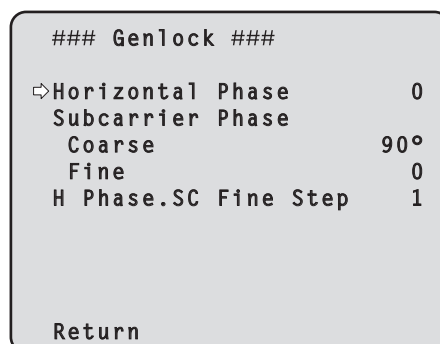 ### Genlock ###
⇨Horizontal Phase 0
Subcarrier Phase
Coarse 90°
Fine 0
H Phase.SC Fine Step 1
Return